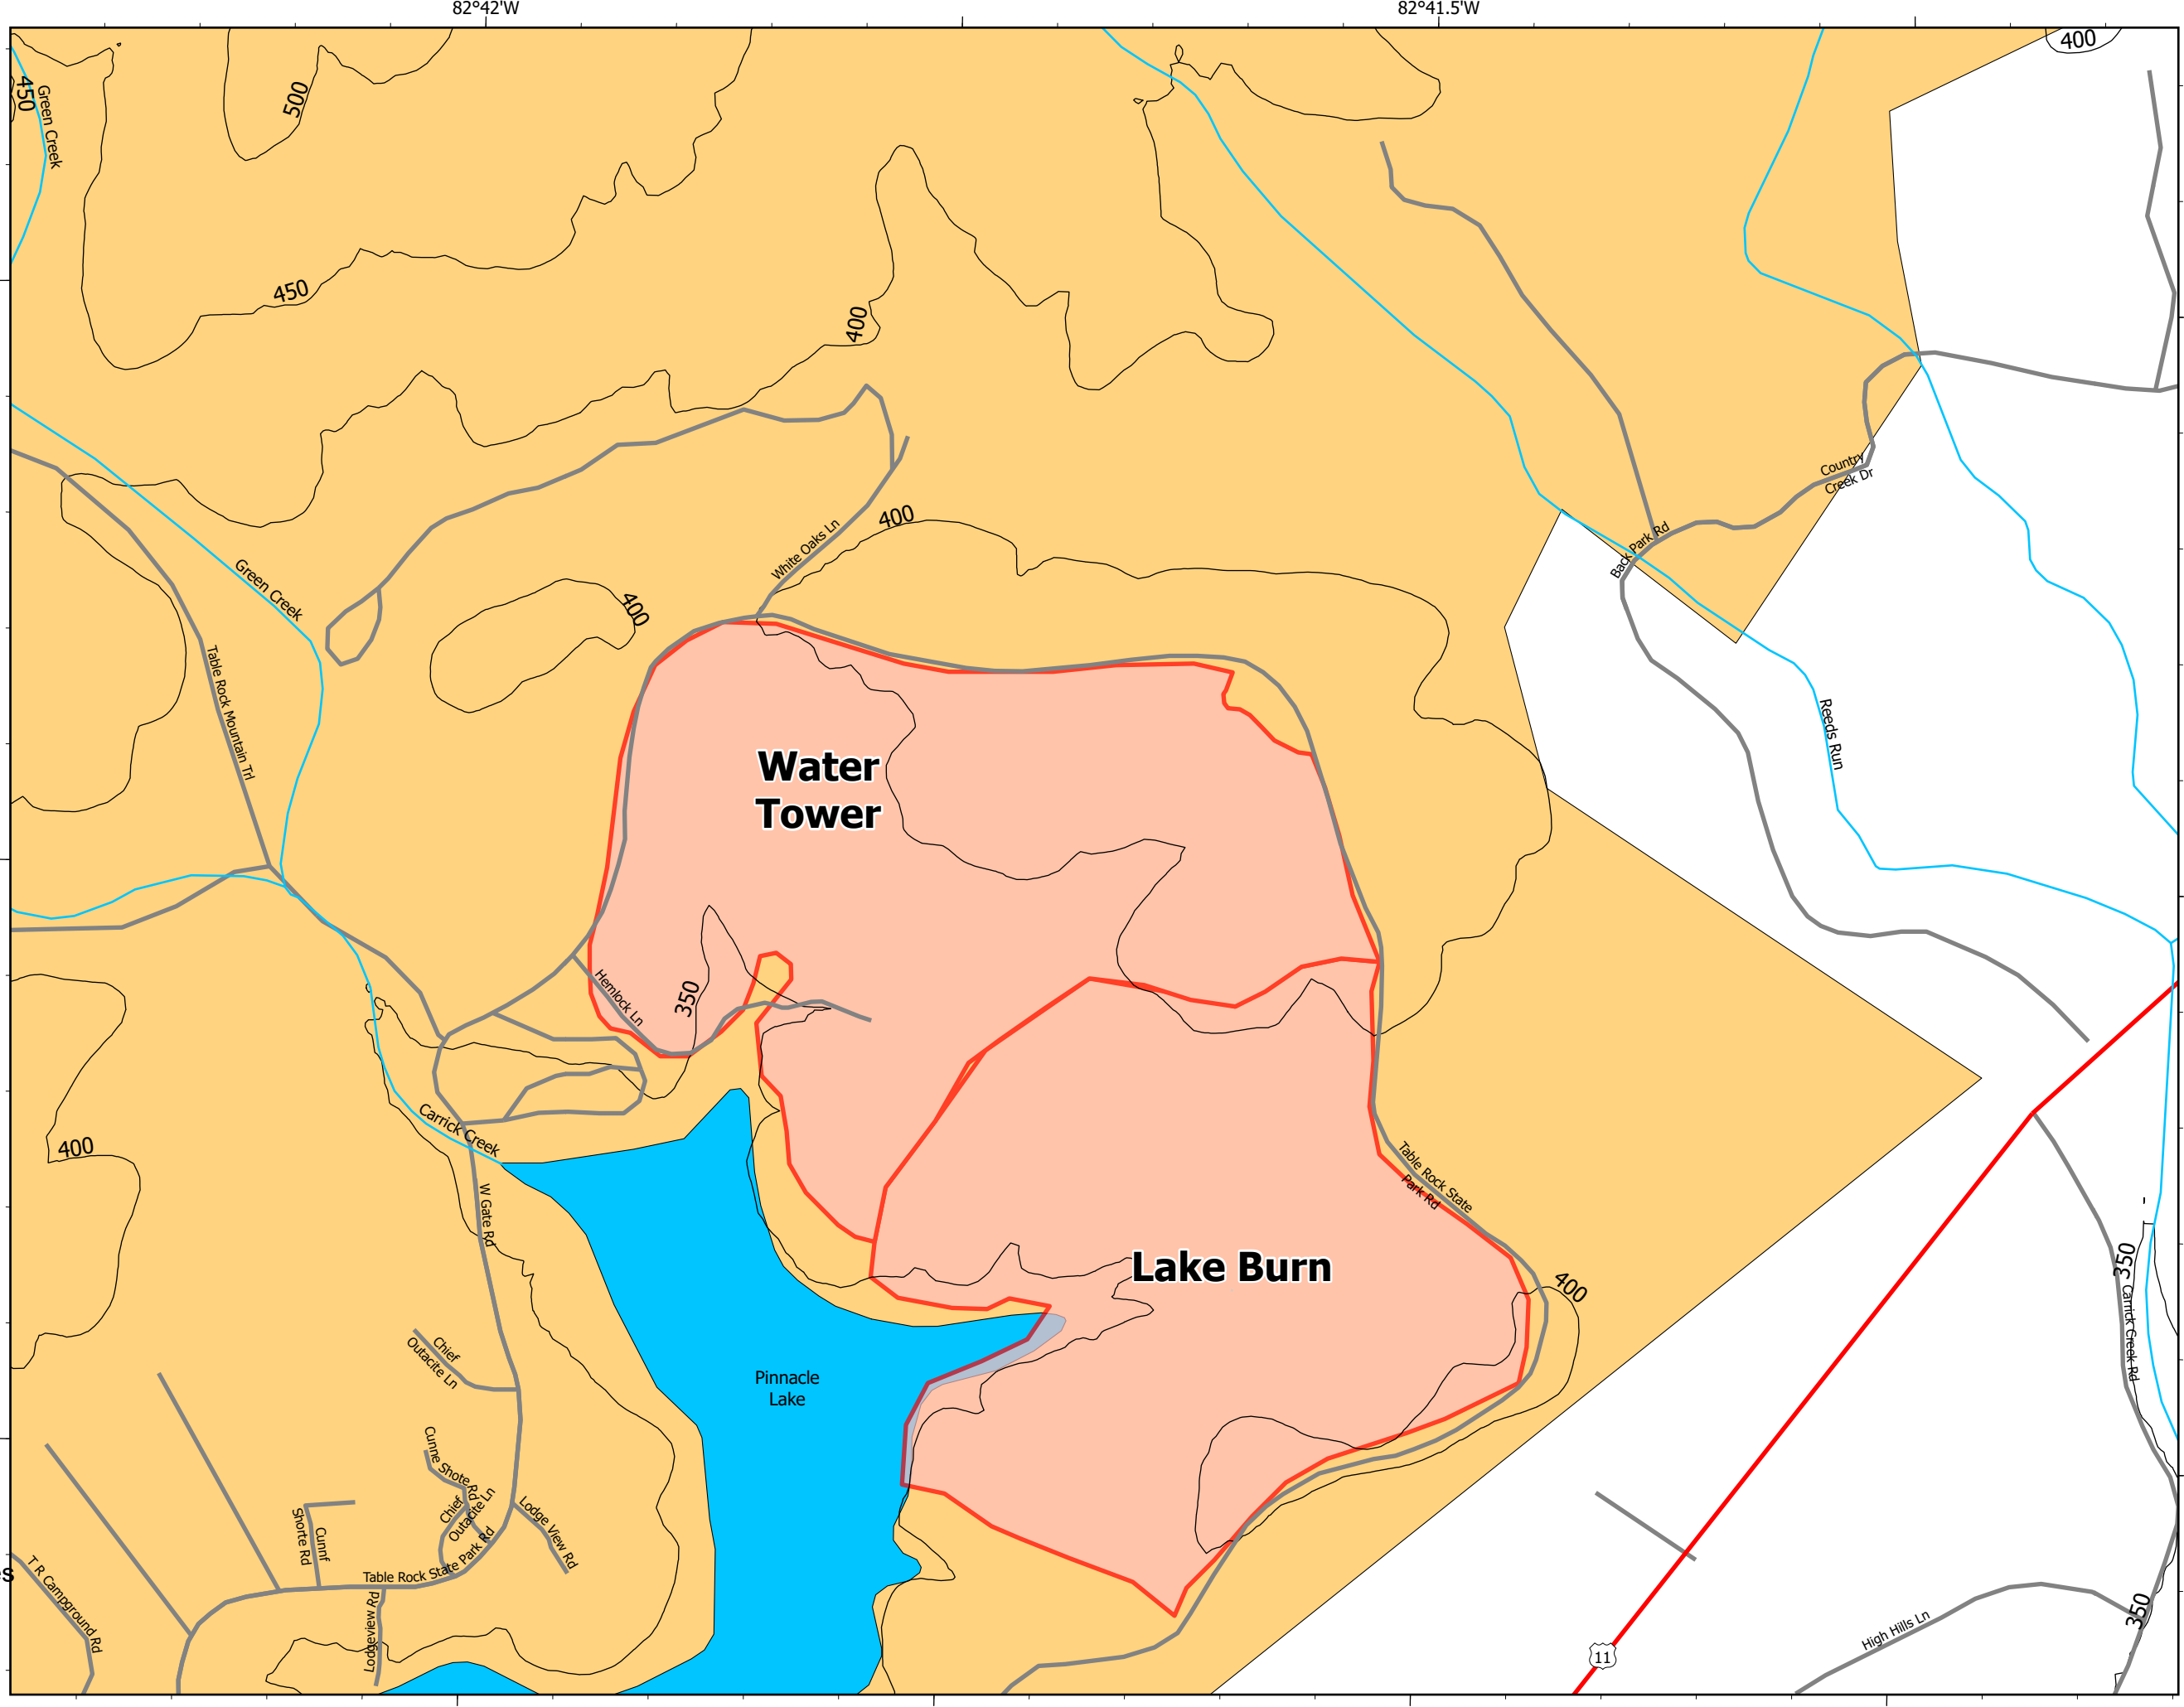 82°42'W
82°41.5'W
400
450
Green Creek
500
450
400
Country
Creek Dr
Back Park Rd
400
White Oaks Ln
Green Creek
400
Table Rock Mountain Trl
Reeds Run
Water
Tower
Hemlock Ln
350
Carrick Creek
400
Table Rock State
Park Rd
W Gate Rd
Lake Burn
400
350
Carrick Creek Rd
Chief
Outacite Ln
Pinnacle
Lake
Cunne Shote
Rd
Chief
Outacite Ln
Lodge View Rd
Cunnf
Shorte Rd
Table Rock State Park Rd
T R Campground Rd
s
Lodgeview Rd
High Hills Ln
350
11